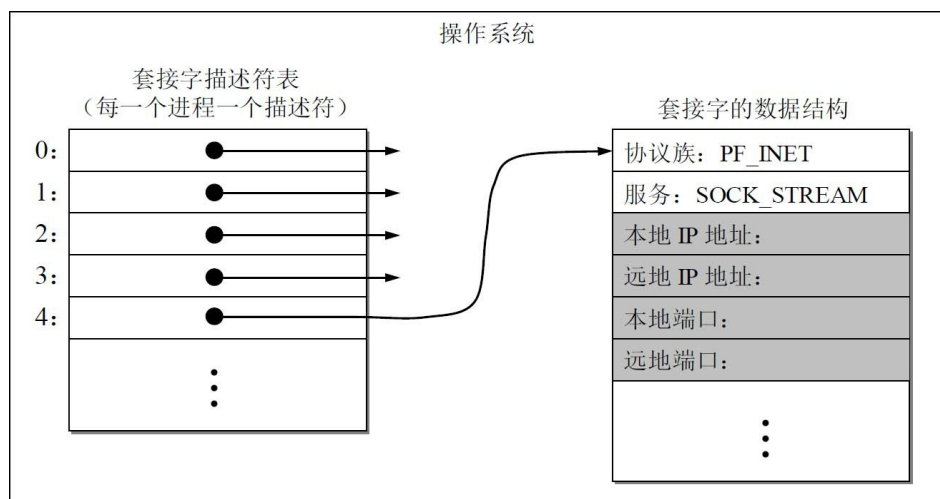 操作系统
套接字描述符表
（每一个进程一个描述符）
0：
1：
2：
3：
4：
套接字的数据结构
协议族：PF_INET
服务：SOCK_STREAM
本地 IP 地址：
远地 IP 地址：
本地端口：
远地端口：